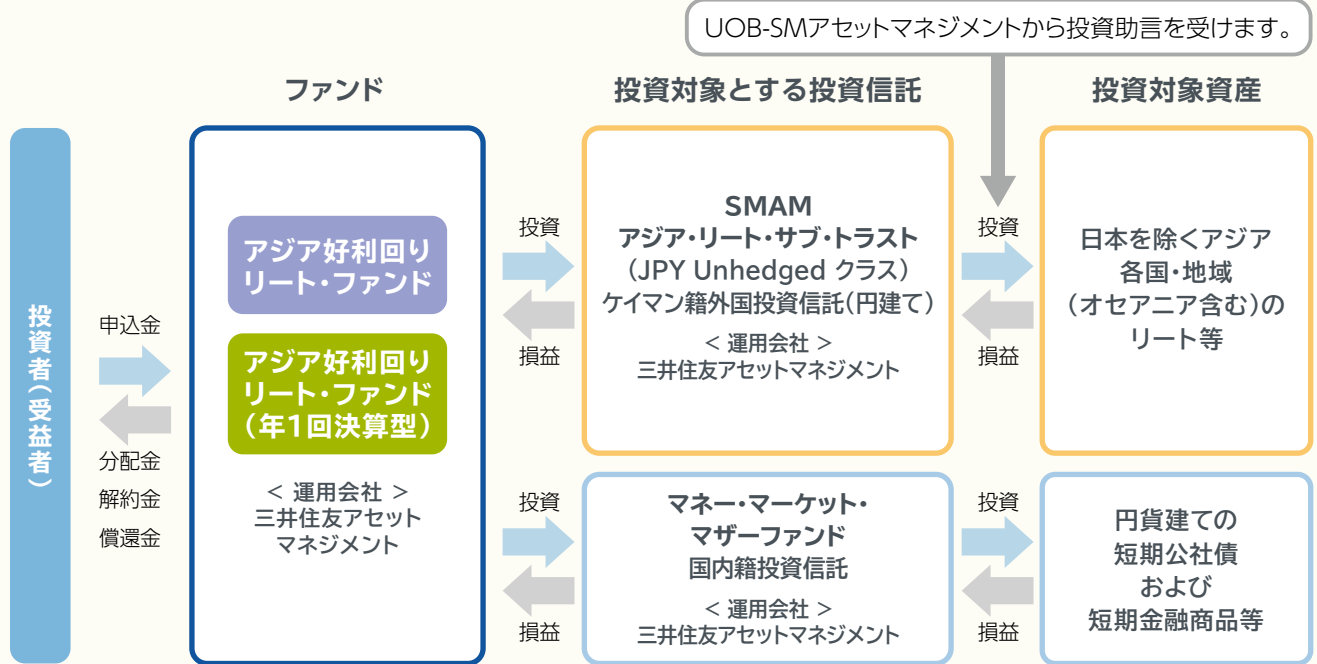 UOB-SMアセットマネジメントから投資助言を受けます。
ファンド
投資対象とする投資信託
投資対象資産
投資者(受益者)
申込金
分配金
解約金
償還金
アジア好利回り
リート・ファンド
アジア好利回り
リート・ファンド
(年1回決算型)
< 運用会社 >
三井住友アセット
マネジメント
投資
損益
SMAM
アジア・リート・サブ・トラスト
(JPY Unhedged クラス)
ケイマン籍外国投資信託(円建て)
< 運用会社 >
三井住友アセットマネジメント
投資
損益
日本を除くアジア
各国・地域
(オセアニア含む)の
リート等
投資
損益
マネー・マーケット・
マザーファンド
国内籍投資信託
< 運用会社 >
三井住友アセットマネジメント
投資
損益
円貨建ての
短期公社債
および
短期金融商品等